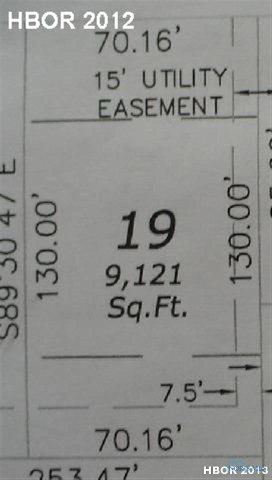 HBOR 2012
70.16'
15' UTILITY
EASEMENT
S89°30'47"E
130.00'
130.00'
19
9,121
Sq.Ft.
7.5'
70.16'
253.47'
HBOR 2013